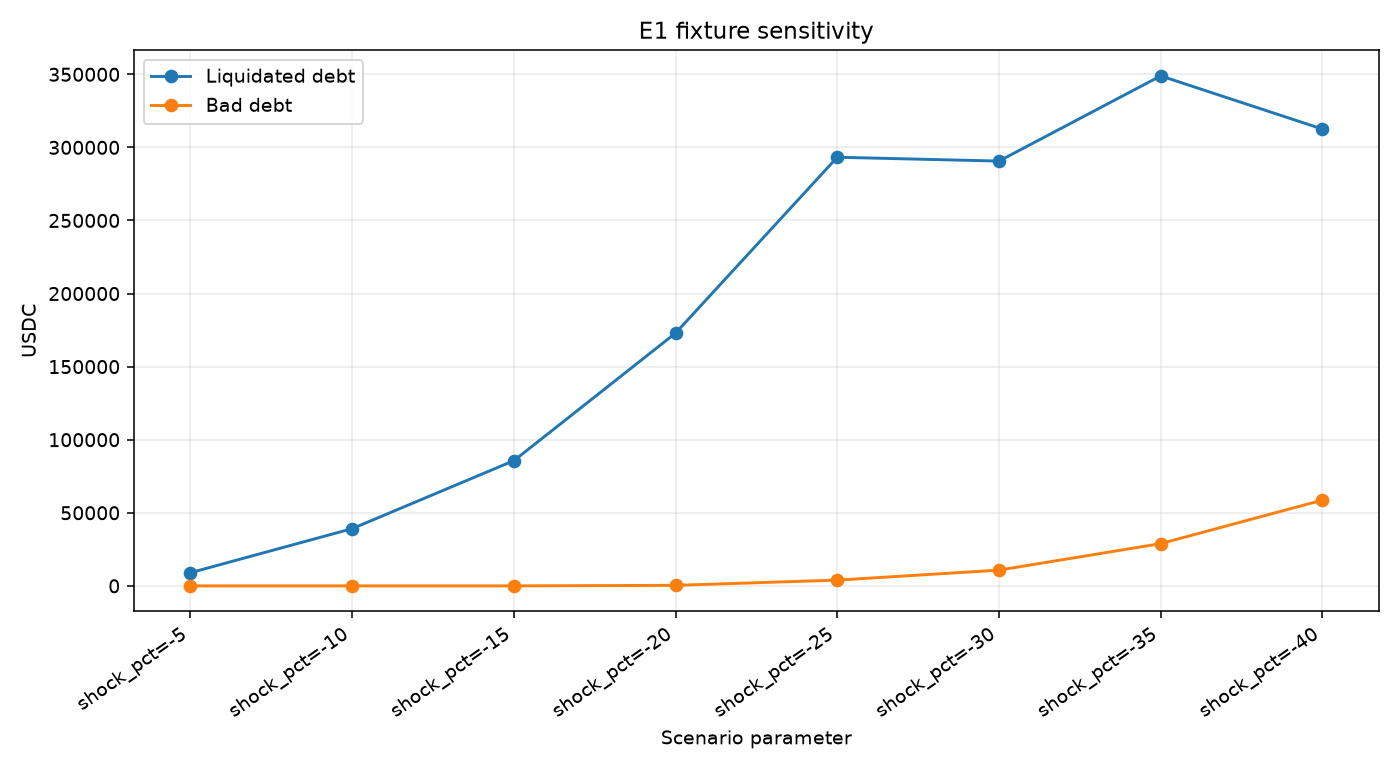 E1 fixture sensitivity
Liquidated debt
Bad debt
350000
300000
250000
200000
150000
100000
50000
0
USDC
shock_pct=-5
shock_pct=-10
shock_pct=-15
shock_pct=-20
shock_pct=-25
shock_pct=-30
shock_pct=-35
shock_pct=-40
Scenario parameter